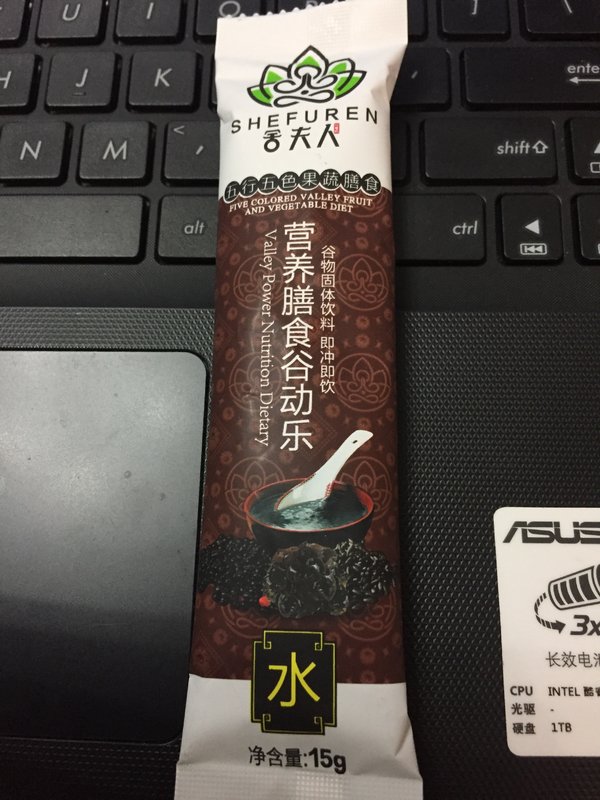 O
P
H
J
K
enter
N
M
shift
alt
ctrl
SHEFUREN
舍夫人
五行五色果蔬膳食
FIVE COLORED VALLEY FRUIT
AND VEGETABLE DIET
谷物固体饮料 即冲即饮
营养膳食谷动乐
Valley Power Nutrition Dietary
水
净含量:15g
ASUS
3x
长效电池
CPU INTEL 酷睿
光驱 -
硬盘 1TB